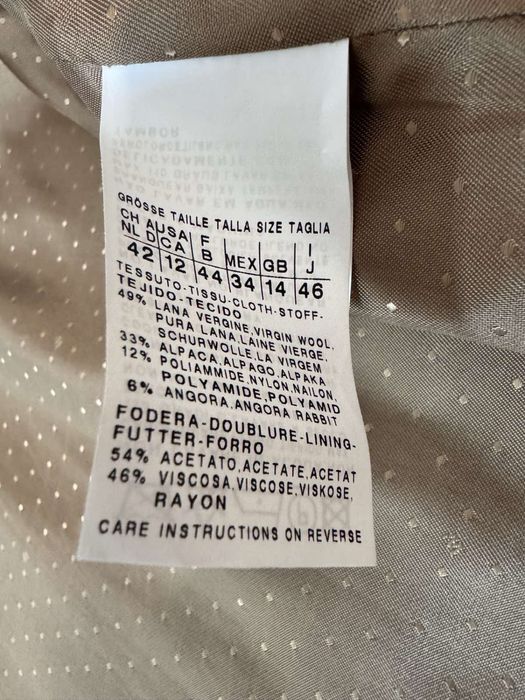 GRÖSSE TAILLE TALLA SIZE TAGLIA
CH A USA F
NL D CA B MEX GB J
42 12 44 34 14 46
TESSUTO-TISSU-CLOTH-STOFF-
TEJIDO-TECIDO
49% LANA VERGINE,VIRGIN WOOL,
PURA LANA,LAINE VIERGE,
SCHURWOLLE,LA VIRGEM
33% ALPACA,ALPAGO,ALPAKA
12% POLIAMMIDE,NYLON,NAILON,
POLYAMIDE,POLYAMID
6% ANGORA,ANGORA RABBIT
FODERA-DOUBLURE-LINING-
FUTTER-FORRO
54% ACETATO,ACETATE,ACETAT
46% VISCOSA,VISCOSE,VISKOSE,
RAYON
CARE INSTRUCTIONS ON REVERSE